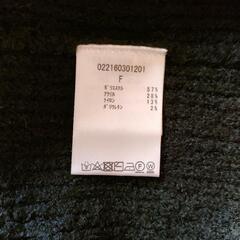 022160301201
F
ポリエステル 57%
アクリル 28%
ナイロン 13%
ポリウレタン 2%